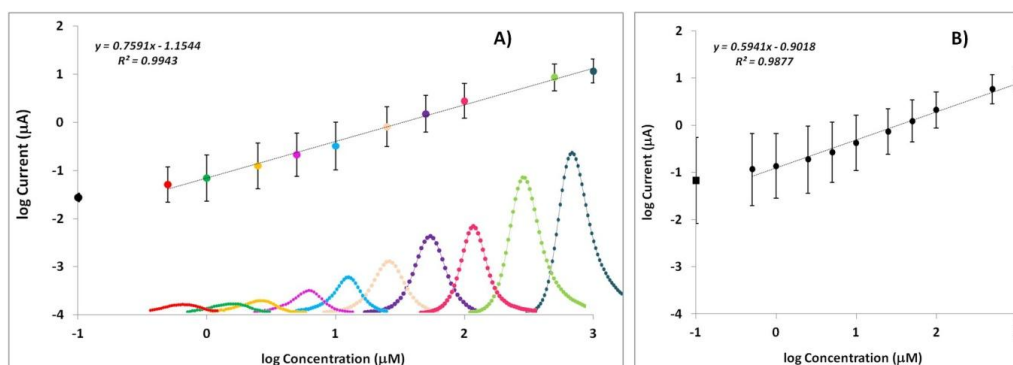 2
1
0
-1
-2
-3
-4
log Current (µA)
y = 0.7591x - 1.1544
R² = 0.9943
A)
-1 0 1 2 3
log Concentration (µM)
2
1
0
-1
-2
-3
-4
log Current (µA)
y = 0.5941x - 0.9018
R² = 0.9877
B)
-1 0 1 2
log Concentration (µM)